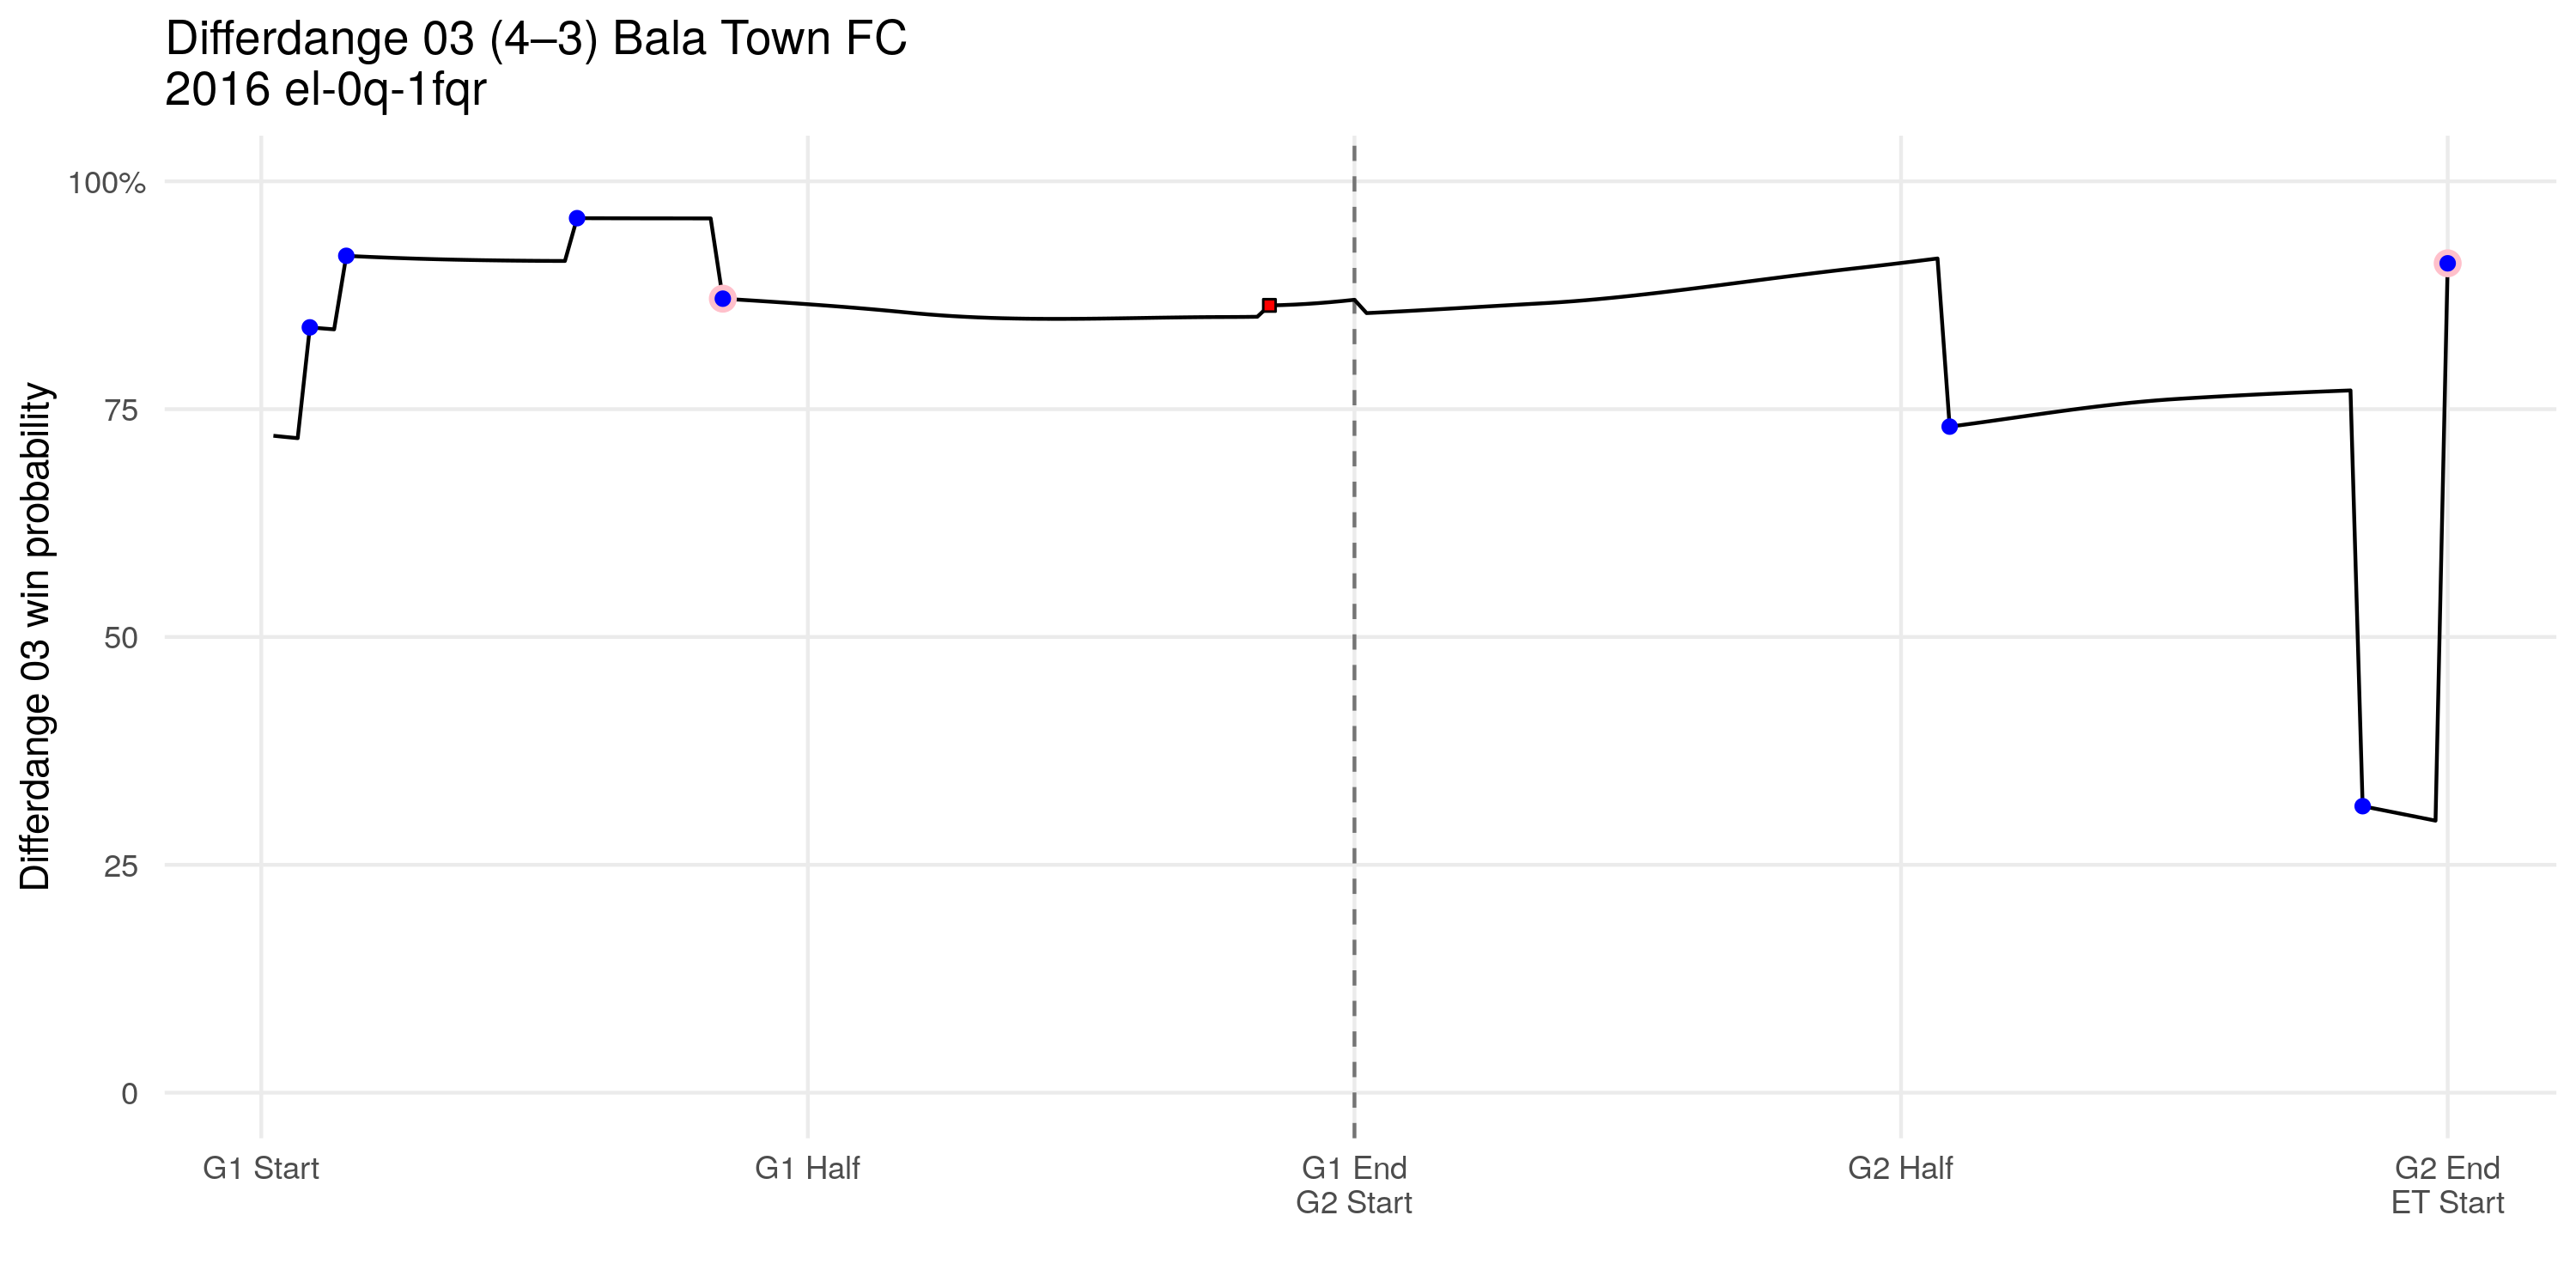 Differdange 03 (4–3) Bala Town FC
2016 el-0q-1fqr
Differdange 03 win probability
100%
75
50
25
0
G1 Start
G1 Half
G1 End
G2 Start
G2 Half
G2 End
ET Start